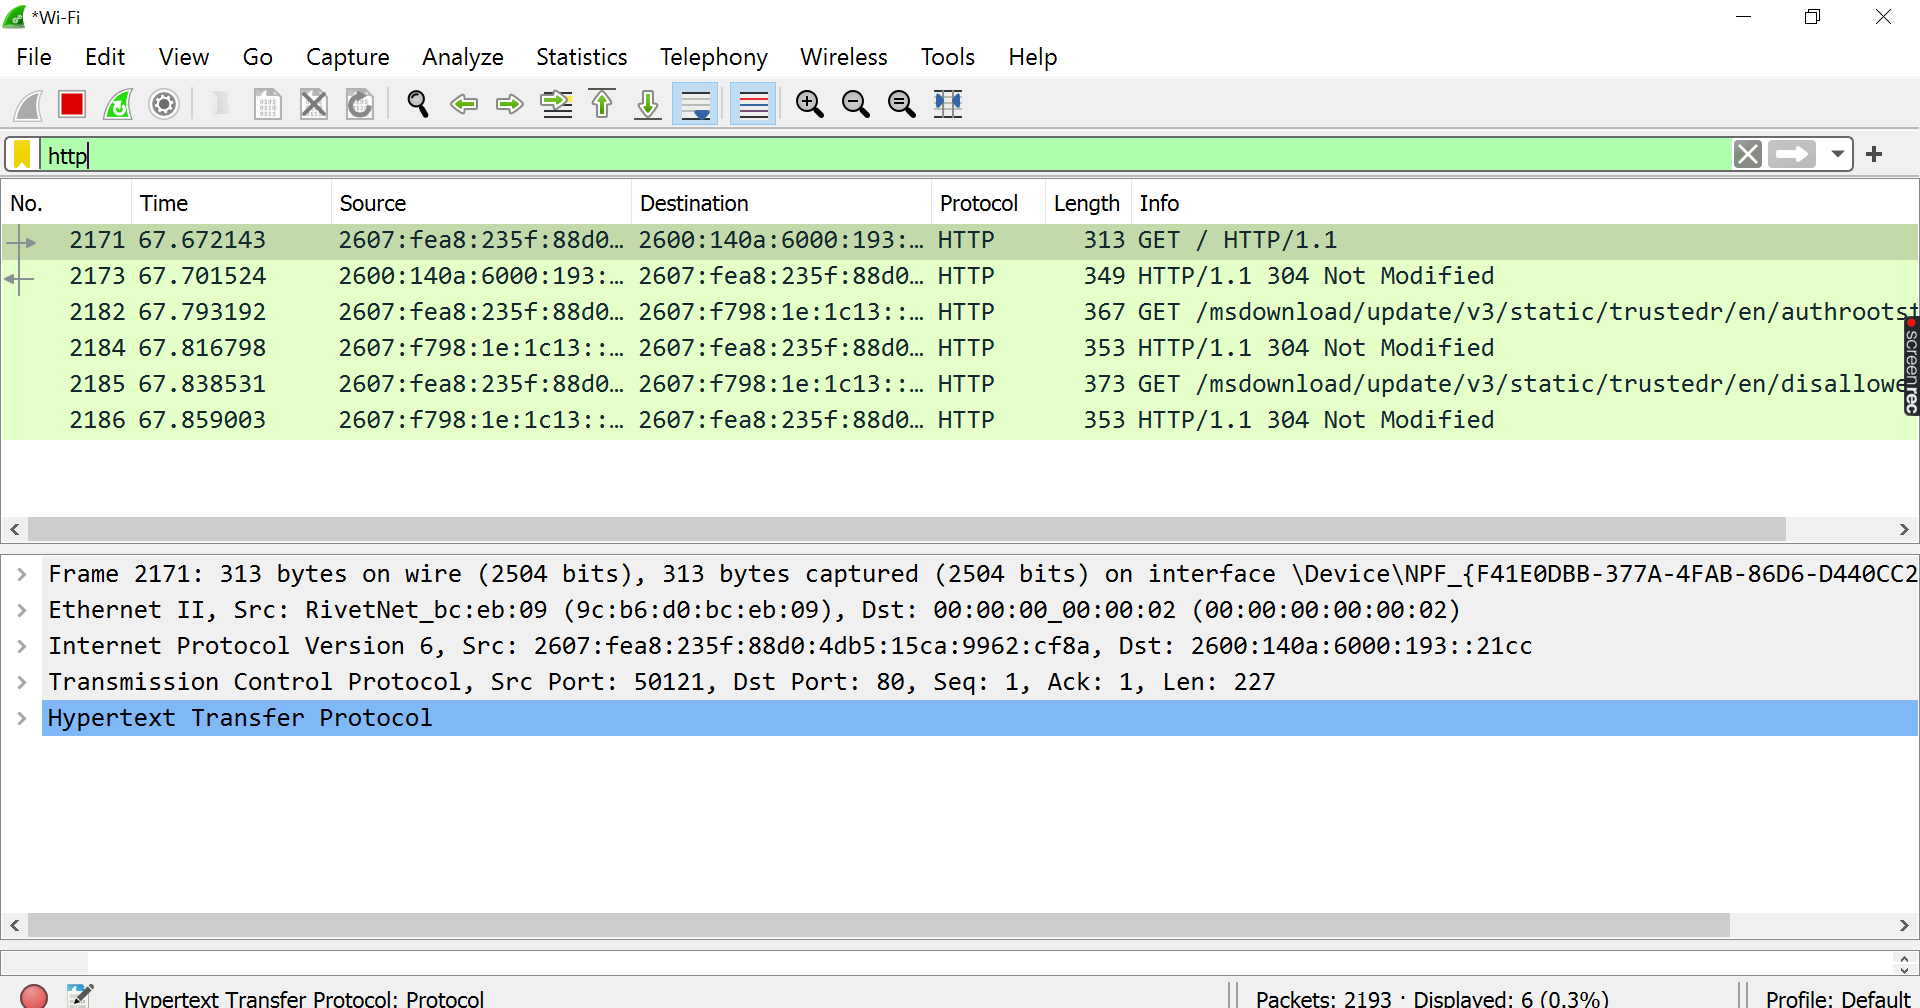 *Wi-Fi
File Edit View Go Capture Analyze Statistics Telephony Wireless Tools Help
http
No. Time Source Destination Protocol Length Info
2171 67.672143 2607:fea8:235f:88d0… 2600:140a:6000:193:… HTTP 313 GET / HTTP/1.1
2173 67.701524 2600:140a:6000:193:… 2607:fea8:235f:88d0… HTTP 349 HTTP/1.1 304 Not Modified
2182 67.793192 2607:fea8:235f:88d0… 2607:f798:1e:1c13::… HTTP 367 GET /msdownload/update/v3/static/trustedr/en/authrootst
2184 67.816798 2607:f798:1e:1c13::… 2607:fea8:235f:88d0… HTTP 353 HTTP/1.1 304 Not Modified
2185 67.838531 2607:fea8:235f:88d0… 2607:f798:1e:1c13::… HTTP 373 GET /msdownload/update/v3/static/trustedr/en/disallowe
2186 67.859003 2607:f798:1e:1c13::… 2607:fea8:235f:88d0… HTTP 353 HTTP/1.1 304 Not Modified
screenrec
Frame 2171: 313 bytes on wire (2504 bits), 313 bytes captured (2504 bits) on interface \Device\NPF_{F41E0DBB-377A-4FAB-86D6-D440CC2
Ethernet II, Src: RivetNet_bc:eb:09 (9c:b6:d0:bc:eb:09), Dst: 00:00:00_00:00:02 (00:00:00:00:00:02)
Internet Protocol Version 6, Src: 2607:fea8:235f:88d0:4db5:15ca:9962:cf8a, Dst: 2600:140a:6000:193::21cc
Transmission Control Protocol, Src Port: 50121, Dst Port: 80, Seq: 1, Ack: 1, Len: 227
Hypertext Transfer Protocol
Hypertext Transfer Protocol: Protocol Packets: 2193 · Displayed: 6 (0.3%) Profile: Default